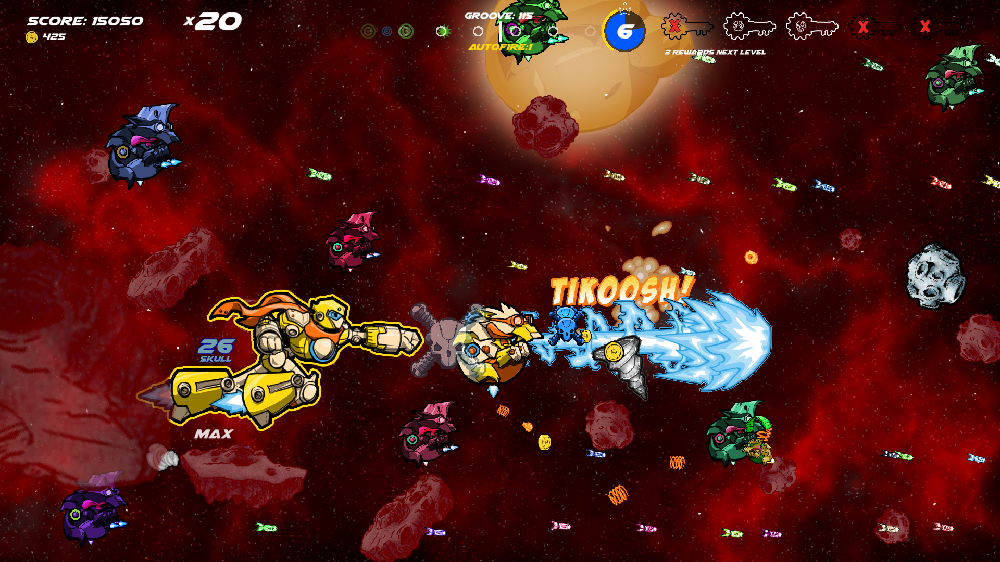 SCORE: 15050
x20
425
GROOVE: 115
AUTOFIRE:1
6
X
X
X
2 REWARDS NEXT LEVEL
TIKOOSH!
26
SKULL
MAX